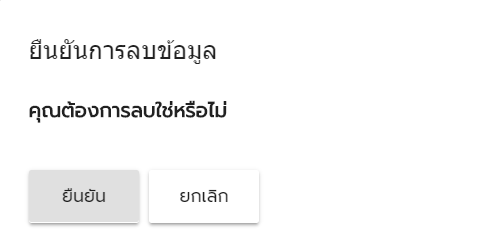 ยืนยันการลบข้อมูล
คุณต้องการลบใช่หรือไม่
ยืนยัน ยกเลิก